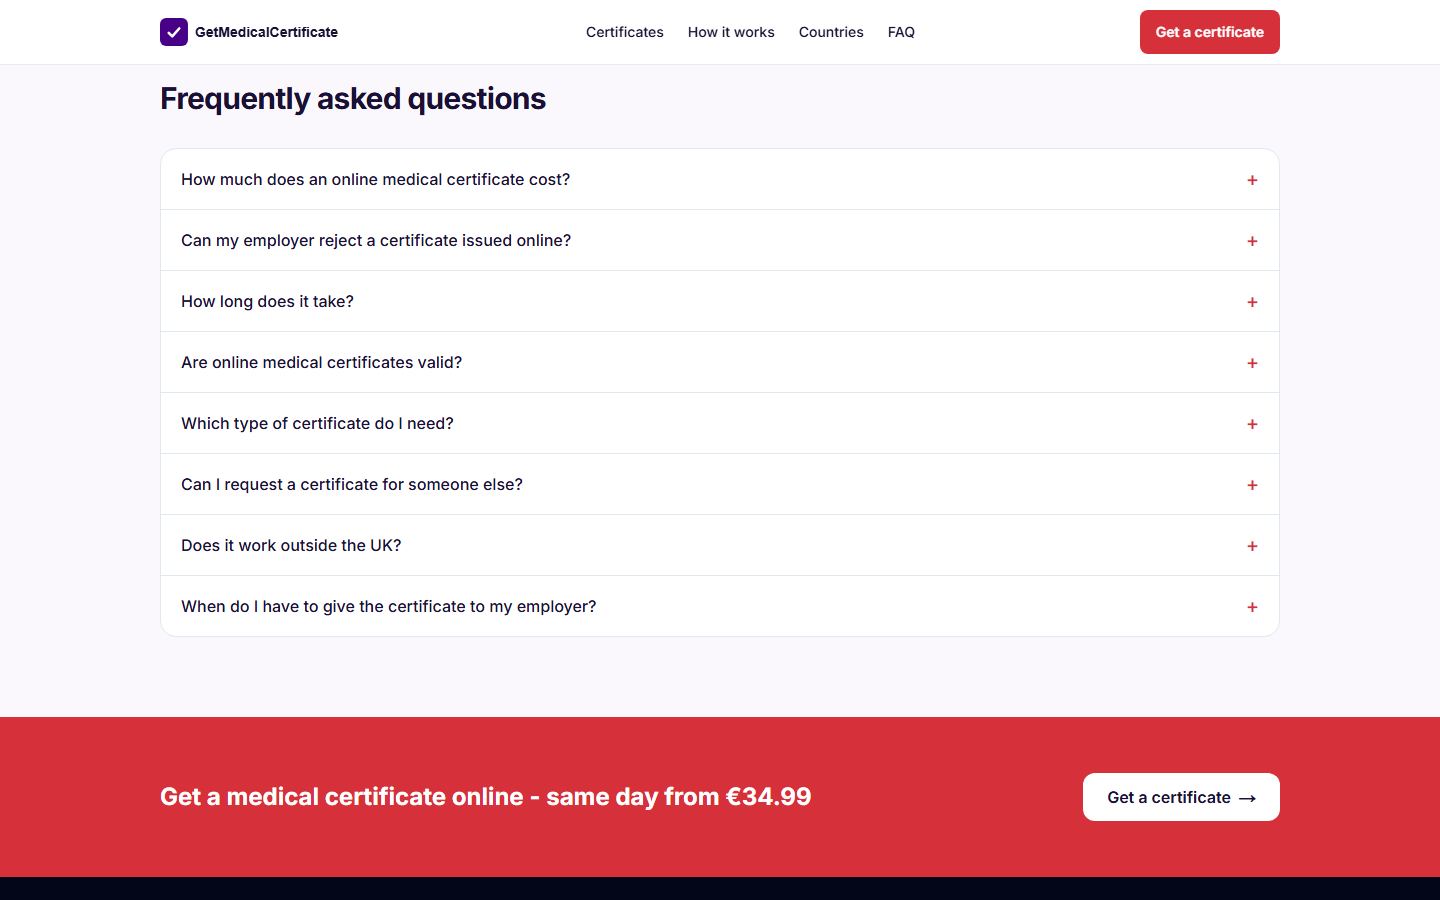 GetMedicalCertificate
Certificates
How it works
Countries
FAQ
Get a certificate
Frequently asked questions
How much does an online medical certificate cost?
Can my employer reject a certificate issued online?
How long does it take?
Are online medical certificates valid?
Which type of certificate do I need?
Can I request a certificate for someone else?
Does it work outside the UK?
When do I have to give the certificate to my employer?
Get a medical certificate online - same day from €34.99
Get a certificate →